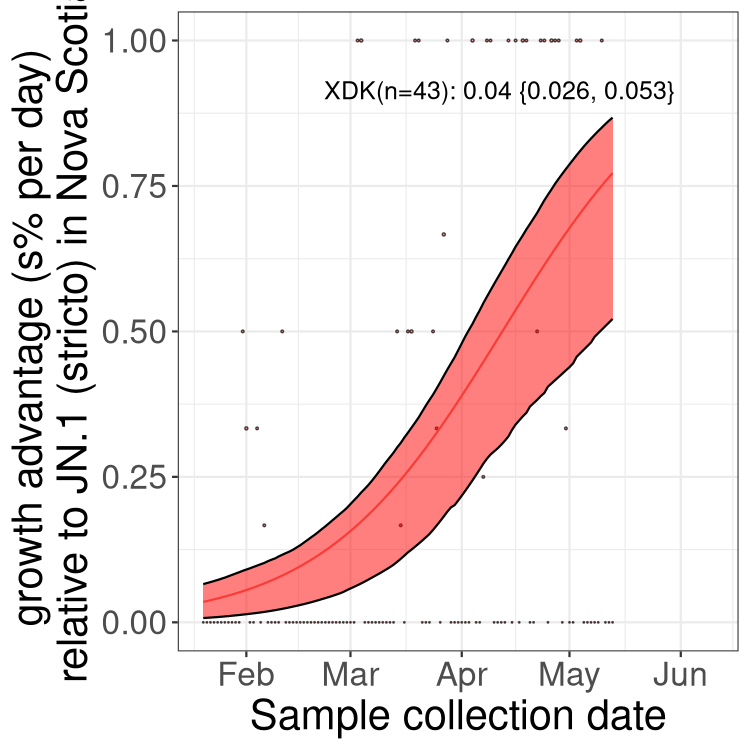 growth advantage (s% per day)
relative to JN.1 (stricto) in Nova Scotia
1.00
0.75
0.50
0.25
0.00
XDK(n=43): 0.04 {0.026, 0.053}
Feb Mar Apr May Jun
Sample collection date